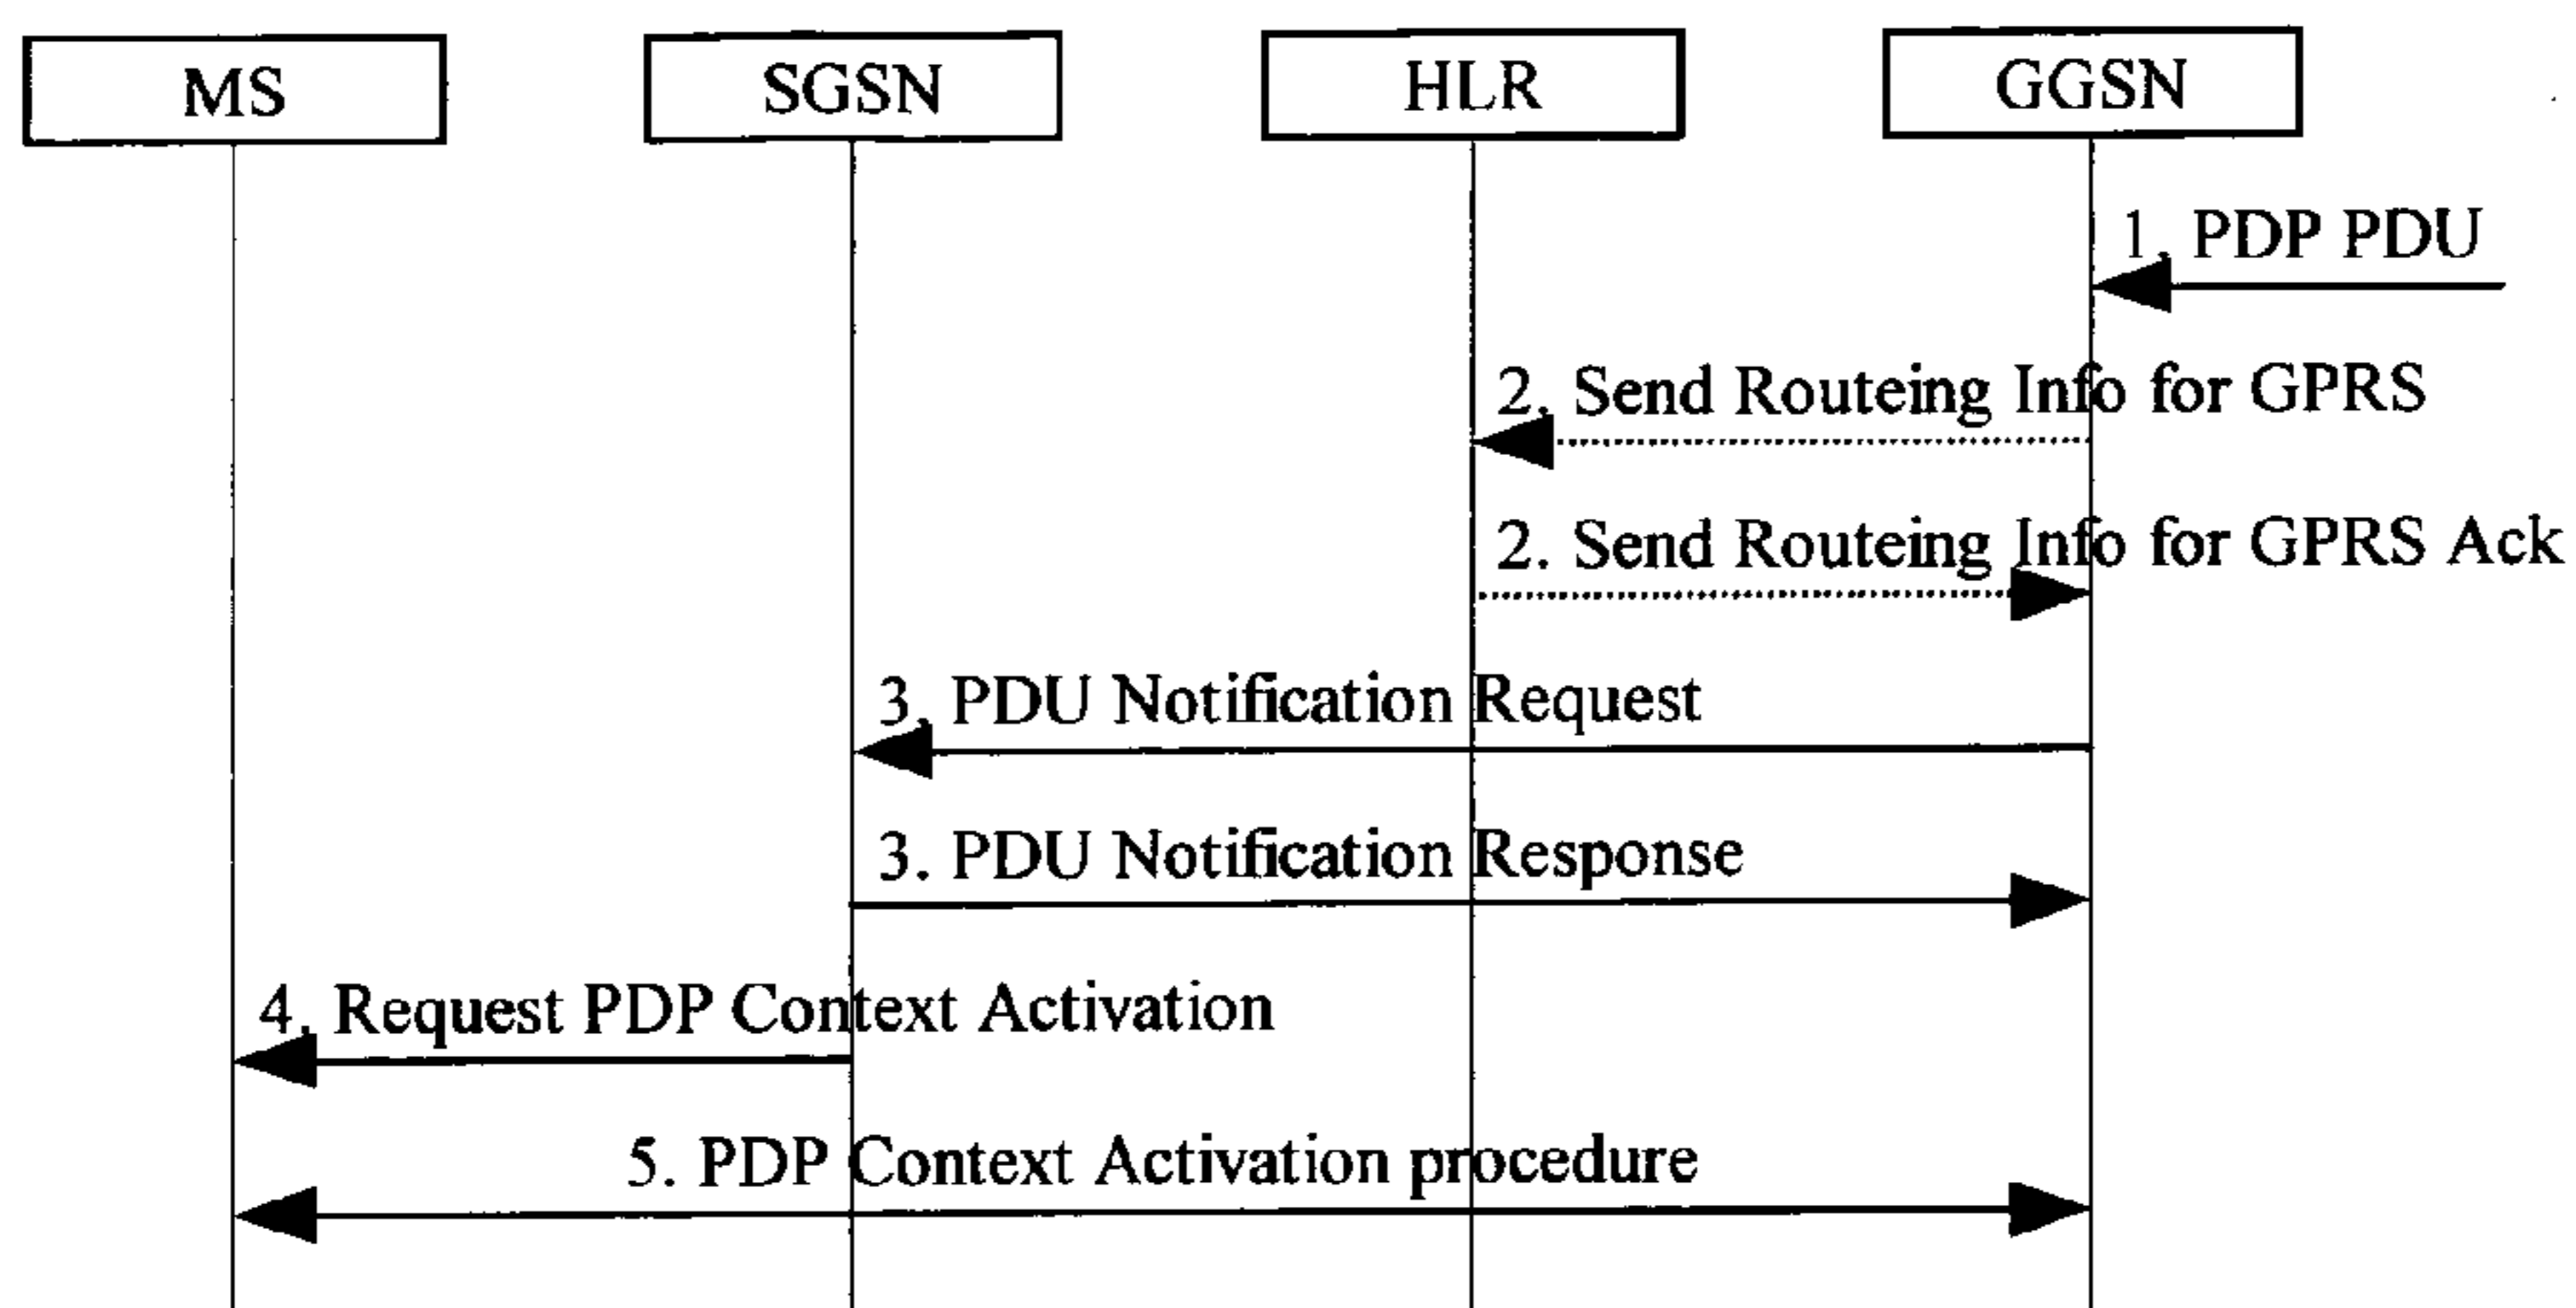 MS SGSN HLR GGSN
1. PDP PDU
2. Send Routeing Info for GPRS
2. Send Routeing Info for GPRS Ack
3. PDU Notification Request
3. PDU Notification Response
4. Request PDP Context Activation
5. PDP Context Activation procedure